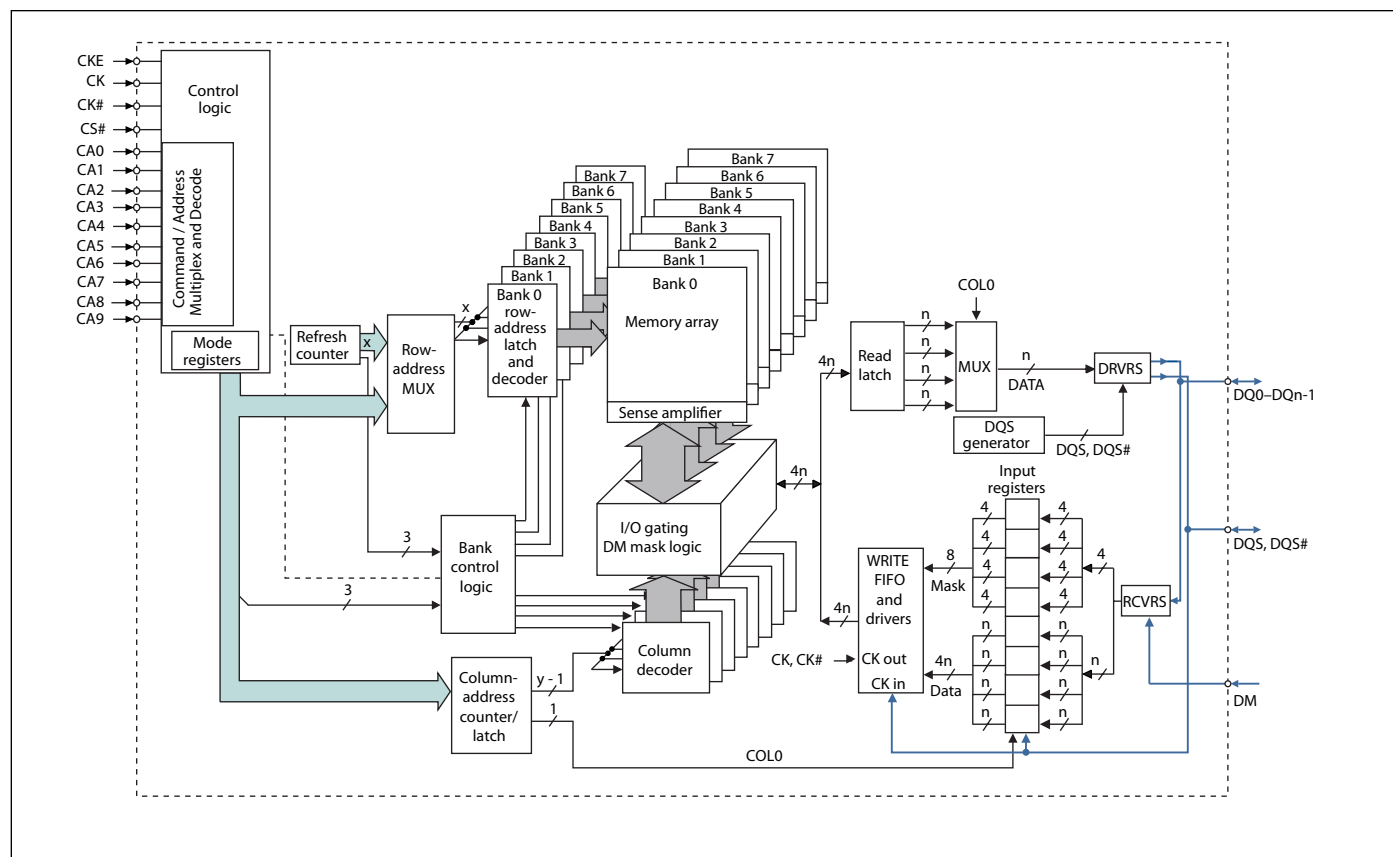 CKE
CK
CK#
CS#
CA0
CA1
CA2
CA3
CA4
CA5
CA6
CA7
CA8
CA9
Control
logic
Command / Address
Multiplex and Decode
Mode
registers
Refresh
counter
x
Row-
address
MUX
x
3
3
Bank 7
Bank 6
Bank 5
Bank 4
Bank 3
Bank 2
Bank 1
Bank 0
row-
address
latch
and
decoder
Bank 7
Bank 6
Bank 5
Bank 4
Bank 3
Bank 2
Bank 1
Bank 0
Memory array
Sense amplifier
Bank
control
logic
I/O gating
DM mask logic
Column
decoder
Column-
address
counter/
latch
y - 1
1
COL0
4n
4n
4n
Read
latch
n
n
n
n
COL0
MUX
n
DATA
DRVRS
DQS
generator
DQS, DQS#
DQ0–DQn-1
Input
registers
4
4
4
4
n
n
n
n
4
4
4
4
n
n
n
n
8
Mask
4n
Data
WRITE
FIFO
and
drivers
CK out
CK in
CK, CK#
4
n
RCVRS
DQS, DQS#
DM